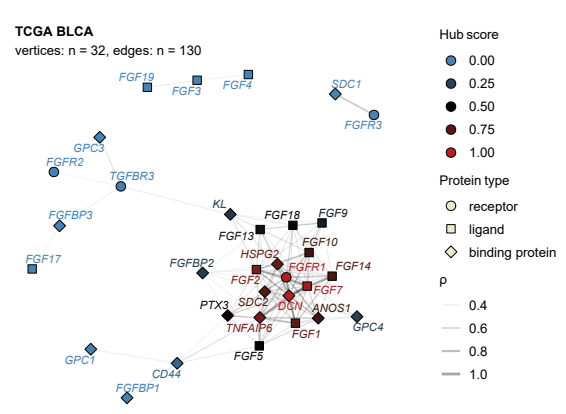 TCGA BLCA
vertices: n = 32, edges: n = 130
FGF19
FGF3
FGF4
SDC1
FGFR3
GPC3
FGFR2
TGFBR3
FGFBP3
FGF17
KL
FGF18
FGF9
FGF13
FGF10
HSPG2
FGFBP2
FGFR1
FGF14
FGF2
FGF7
SDC2
DCN
PTX3
ANOS1
TNFAIP6
FGF1
GPC4
FGF5
GPC1
CD44
FGFBP1
Hub score
0.00
0.25
0.50
0.75
1.00
Protein type
receptor
ligand
binding protein
ρ
0.4
0.6
0.8
1.0